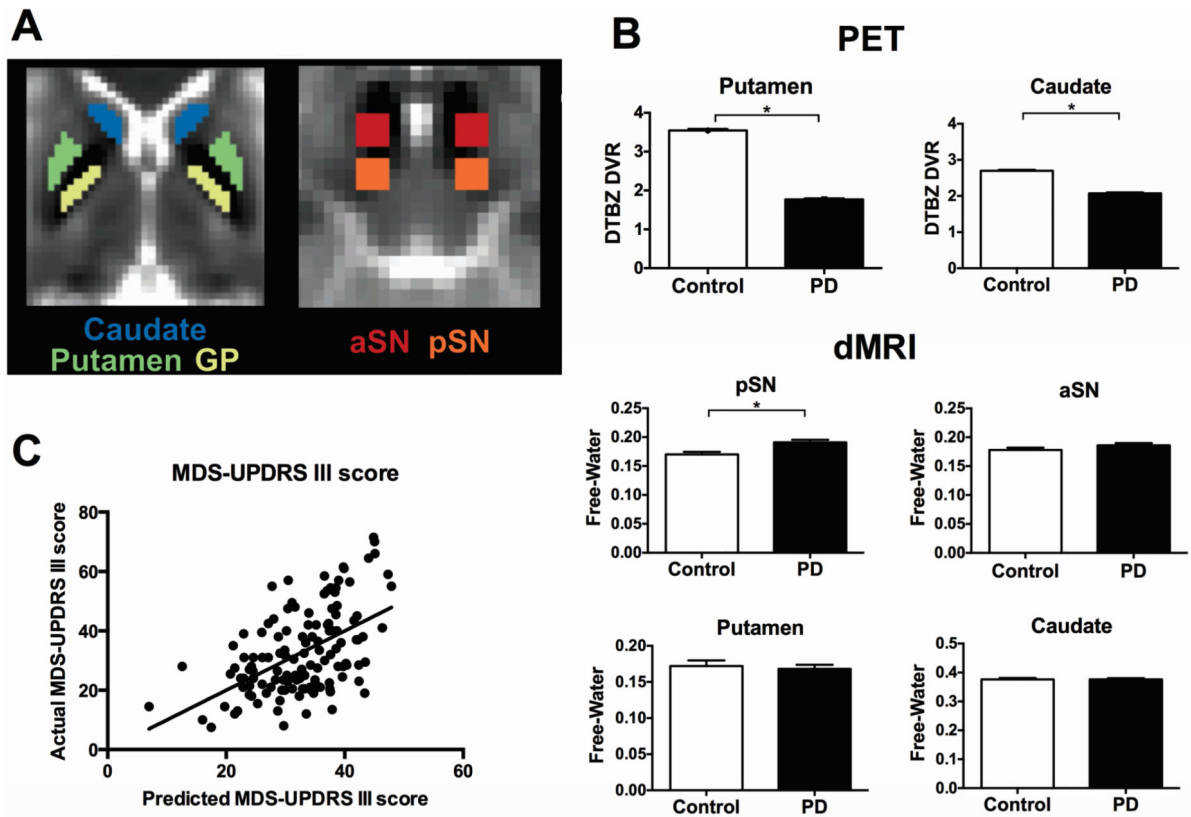 A
Caudate
Putamen GP
aSN pSN
B
PET
Putamen
*
DTBZ DVR
4
3
2
1
0
Control PD
Caudate
*
DTBZ DVR
4
3
2
1
0
Control PD
dMRI
pSN
*
Free-Water
0.25
0.20
0.15
0.10
0.05
0.00
Control PD
aSN
Free-Water
0.25
0.20
0.15
0.10
0.05
0.00
Control PD
Putamen
Free-Water
0.20
0.15
0.10
0.05
0.00
Control PD
Caudate
Free-Water
0.5
0.4
0.3
0.2
0.1
0.0
Control PD
C
MDS-UPDRS III score
Actual MDS-UPDRS III score
80
60
40
20
0
0 20 40 60
Predicted MDS-UPDRS III score